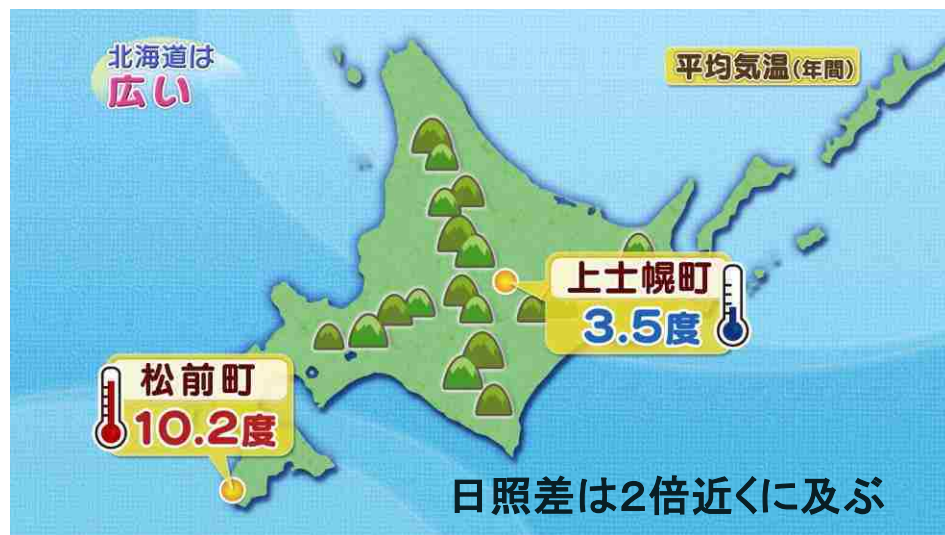 北海道は
広い
平均気温(年間)
上士幌町
3.5度
松前町
10.2度
日照差は2倍近くに及ぶ